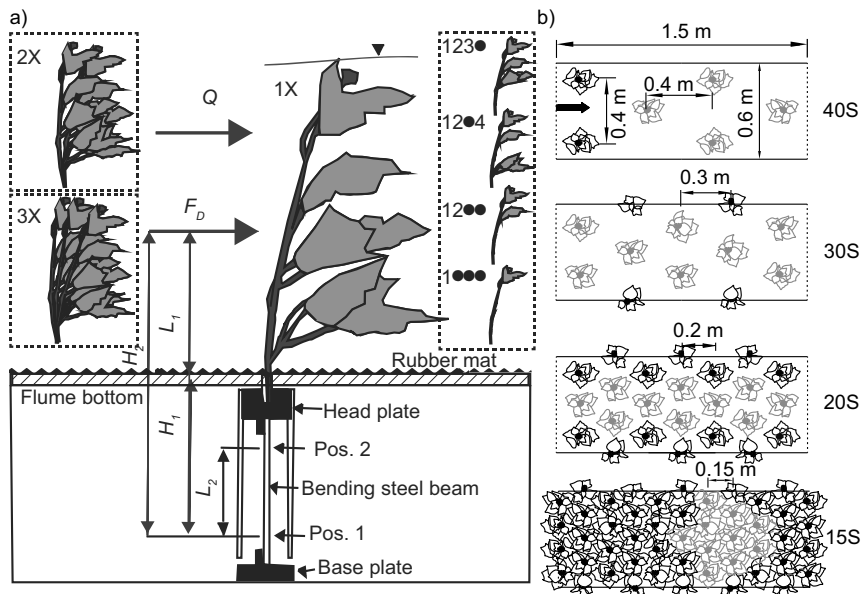 a)
2X
3X
Q
F_D
1X
123●
12●4
12●●
1●●●
H_2
L_1
H_1
L_2
Rubber mat
Flume bottom
Head plate
Pos. 2
Bending steel beam
Pos. 1
Base plate
b)
1.5 m
0.4 m
0.4 m
0.6 m
40S
0.3 m
30S
0.2 m
20S
0.15 m
15S